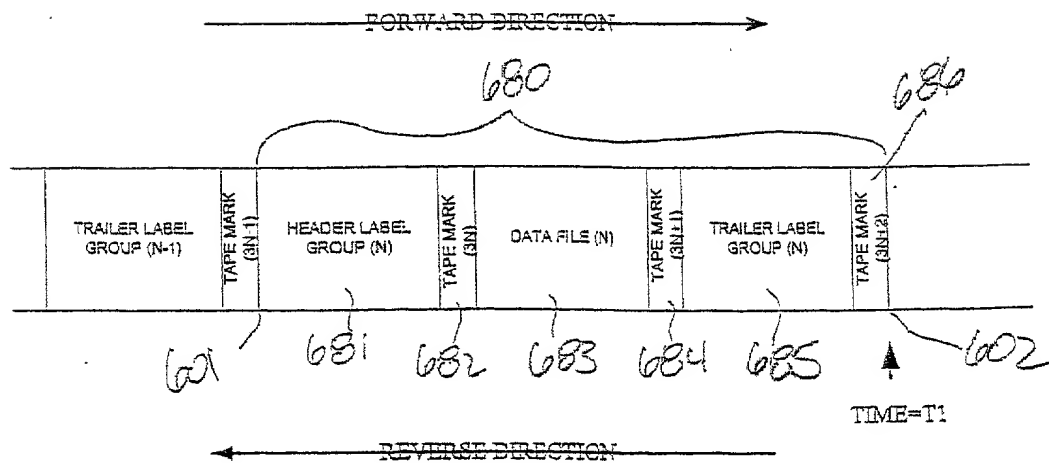 FORWARD DIRECTION
680
686
TRAILER LABEL
GROUP (N-1)
TAPE MARK
(3N-1)
HEADER LABEL
GROUP (N)
TAPE MARK
(3N)
DATA FILE (N)
TAPE MARK
(3N+1)
TRAILER LABEL
GROUP (N)
TAPE MARK
(3N+2)
601
681
682
683
684
685
602
TIME=T1
REVERSE DIRECTION